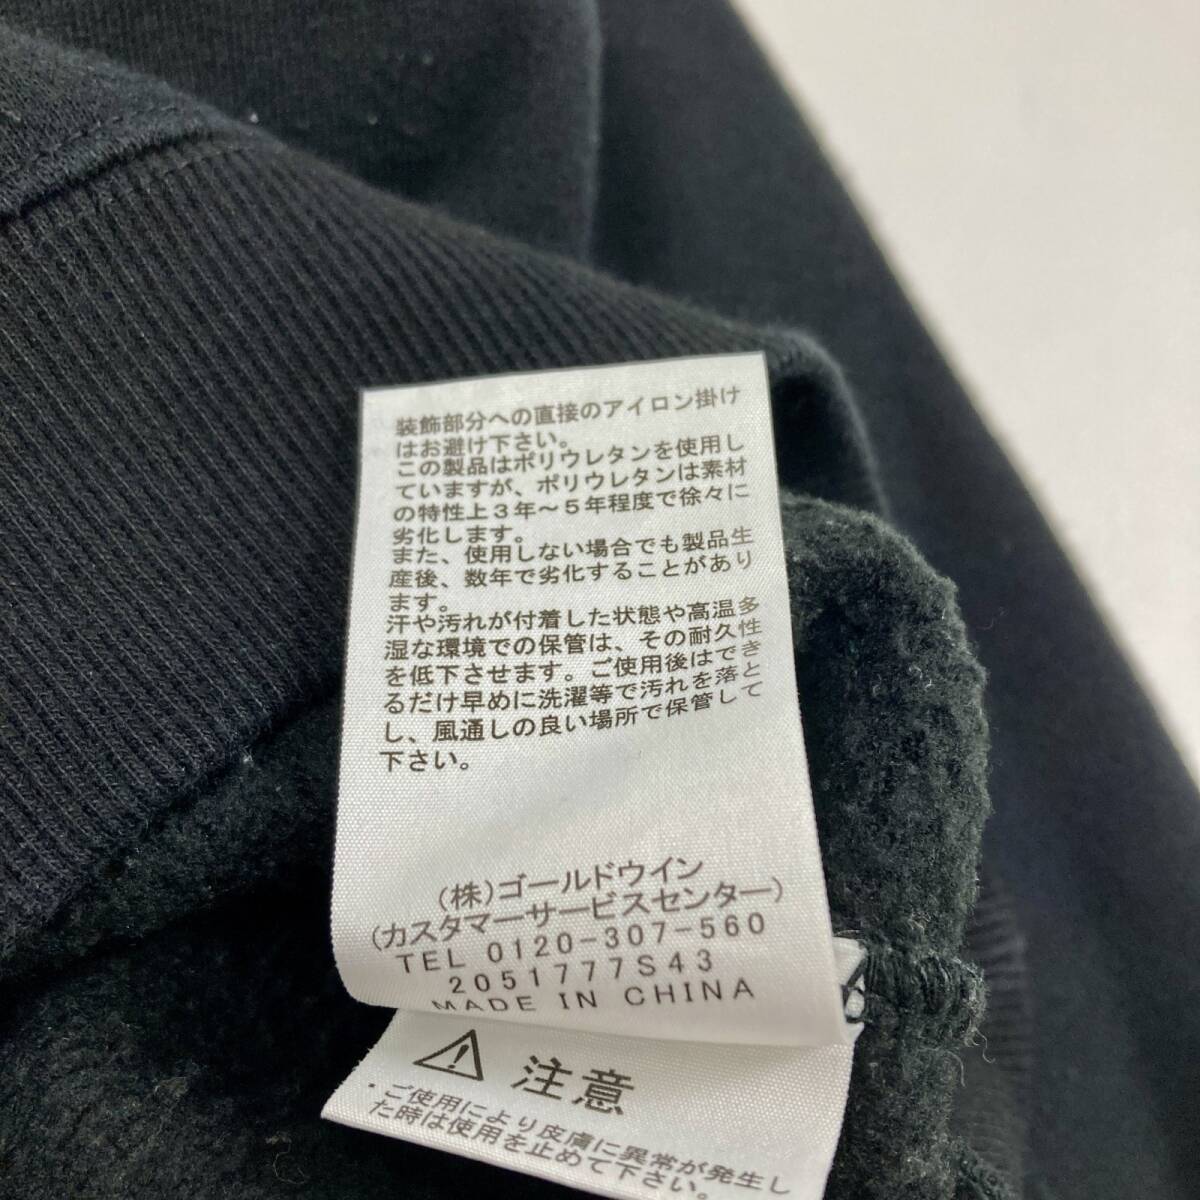 装飾部分への直接のアイロン掛け
はお避け下さい。
この製品はポリウレタンを使用し
ていますが、ポリウレタンは素材
の特性上3年～5年程度で徐々に
劣化します。
また、使用しない場合でも製品生
産後、数年で劣化することがあり
ます。
汗や汚れが付着した状態や高温多
湿な環境での保管は、その耐久性
を低下させます。ご使用後はでき
るだけ早めに洗濯等で汚れを落と
し、風通しの良い場所で保管して
下さい。
(株)ゴールドウイン
(カスタマーサービスセンター)
TEL 0120-307-560
2051777S43
MADE IN CHINA
⚠ 注意
・ご使用により皮膚に異常が発生し
た時は使用を止めて下さい。